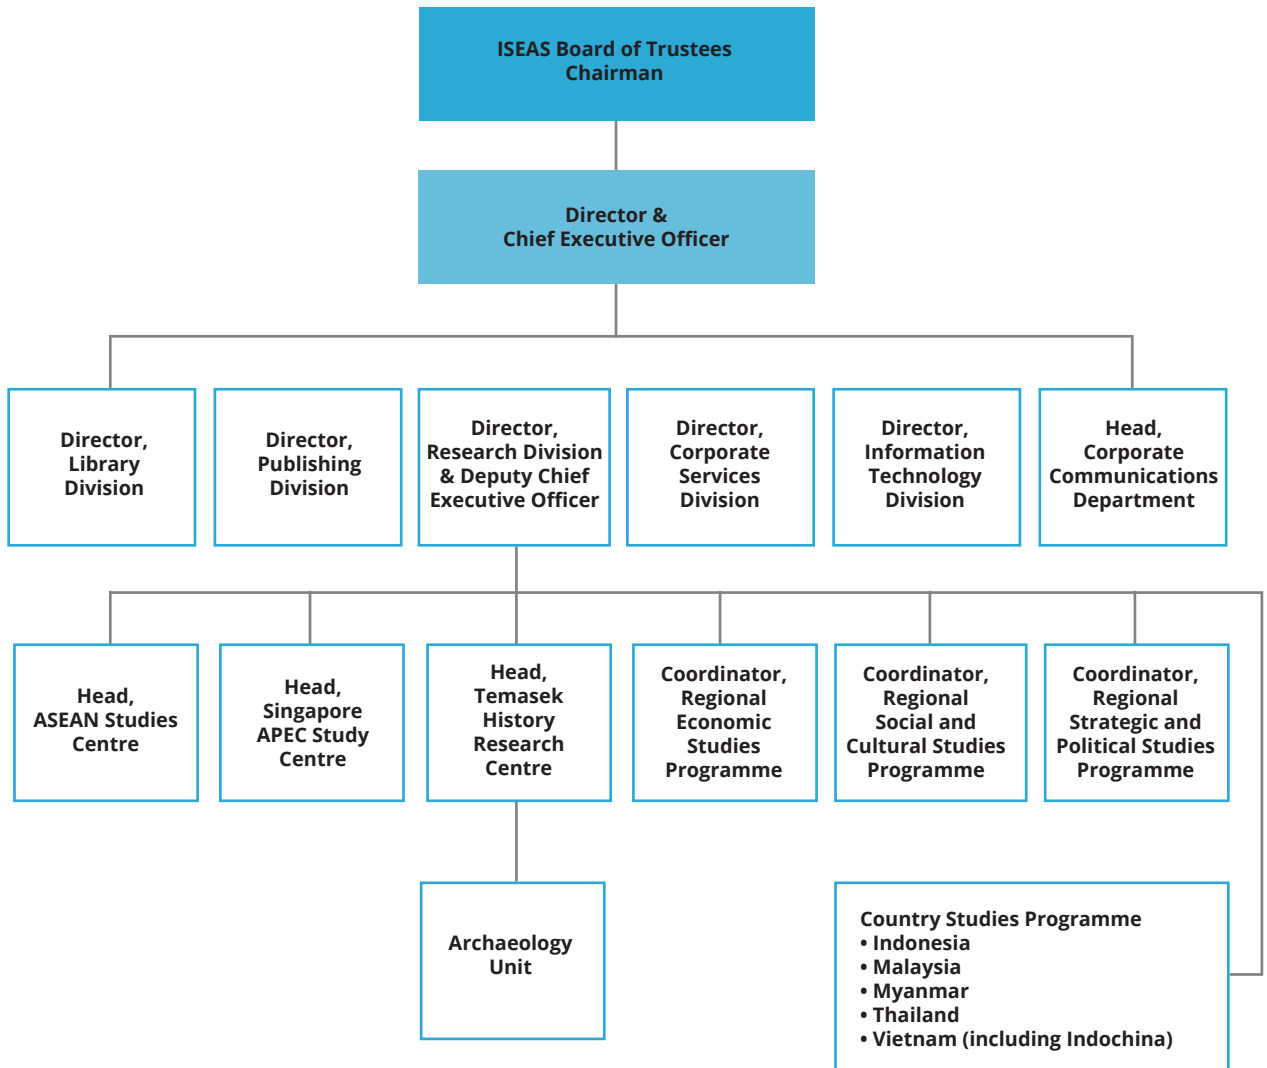 ISEAS Board of Trustees
Chairman
Director &
Chief Executive Officer
Director,
Library
Division
Director,
Publishing
Division
Director,
Research Division
& Deputy Chief
Executive Officer
Director,
Corporate
Services
Division
Director,
Information
Technology
Division
Head,
Corporate
Communications
Department
Head,
ASEAN Studies
Centre
Head,
Singapore
APEC Study
Centre
Head,
Temasek
History
Research
Centre
Coordinator,
Regional
Economic
Studies
Programme
Coordinator,
Regional
Social and
Cultural Studies
Programme
Coordinator,
Regional
Strategic and
Political Studies
Programme
Archaeology
Unit
Country Studies Programme
• Indonesia
• Malaysia
• Myanmar
• Thailand
• Vietnam (including Indochina)